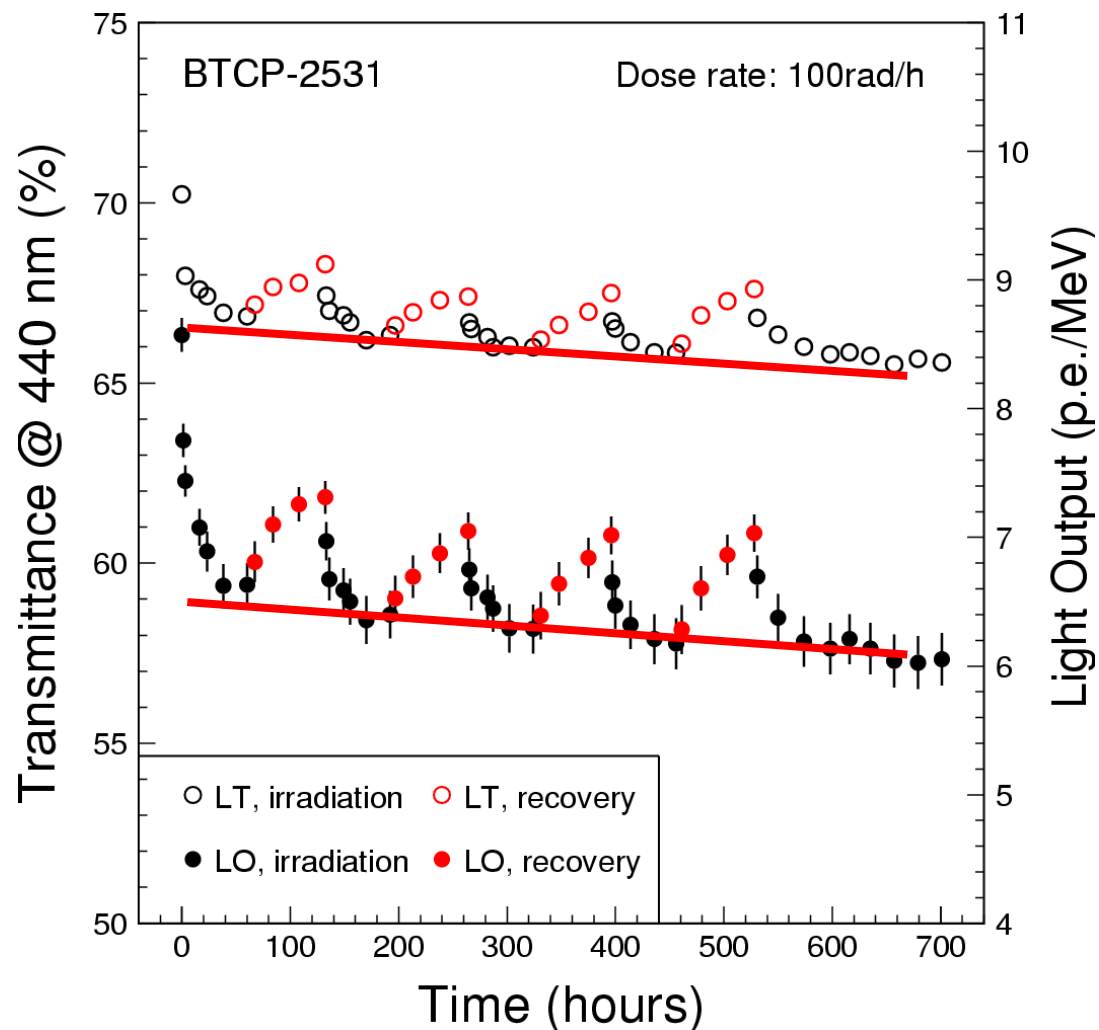 BTCP-2531
Dose rate: 100rad/h
Transmittance @ 440 nm (%)
75
70
65
60
55
50
Light Output (p.e./MeV)
11
10
9
8
7
6
5
4
LT, irradiation
LT, recovery
LO, irradiation
LO, recovery
0 100 200 300 400 500 600 700
Time (hours)